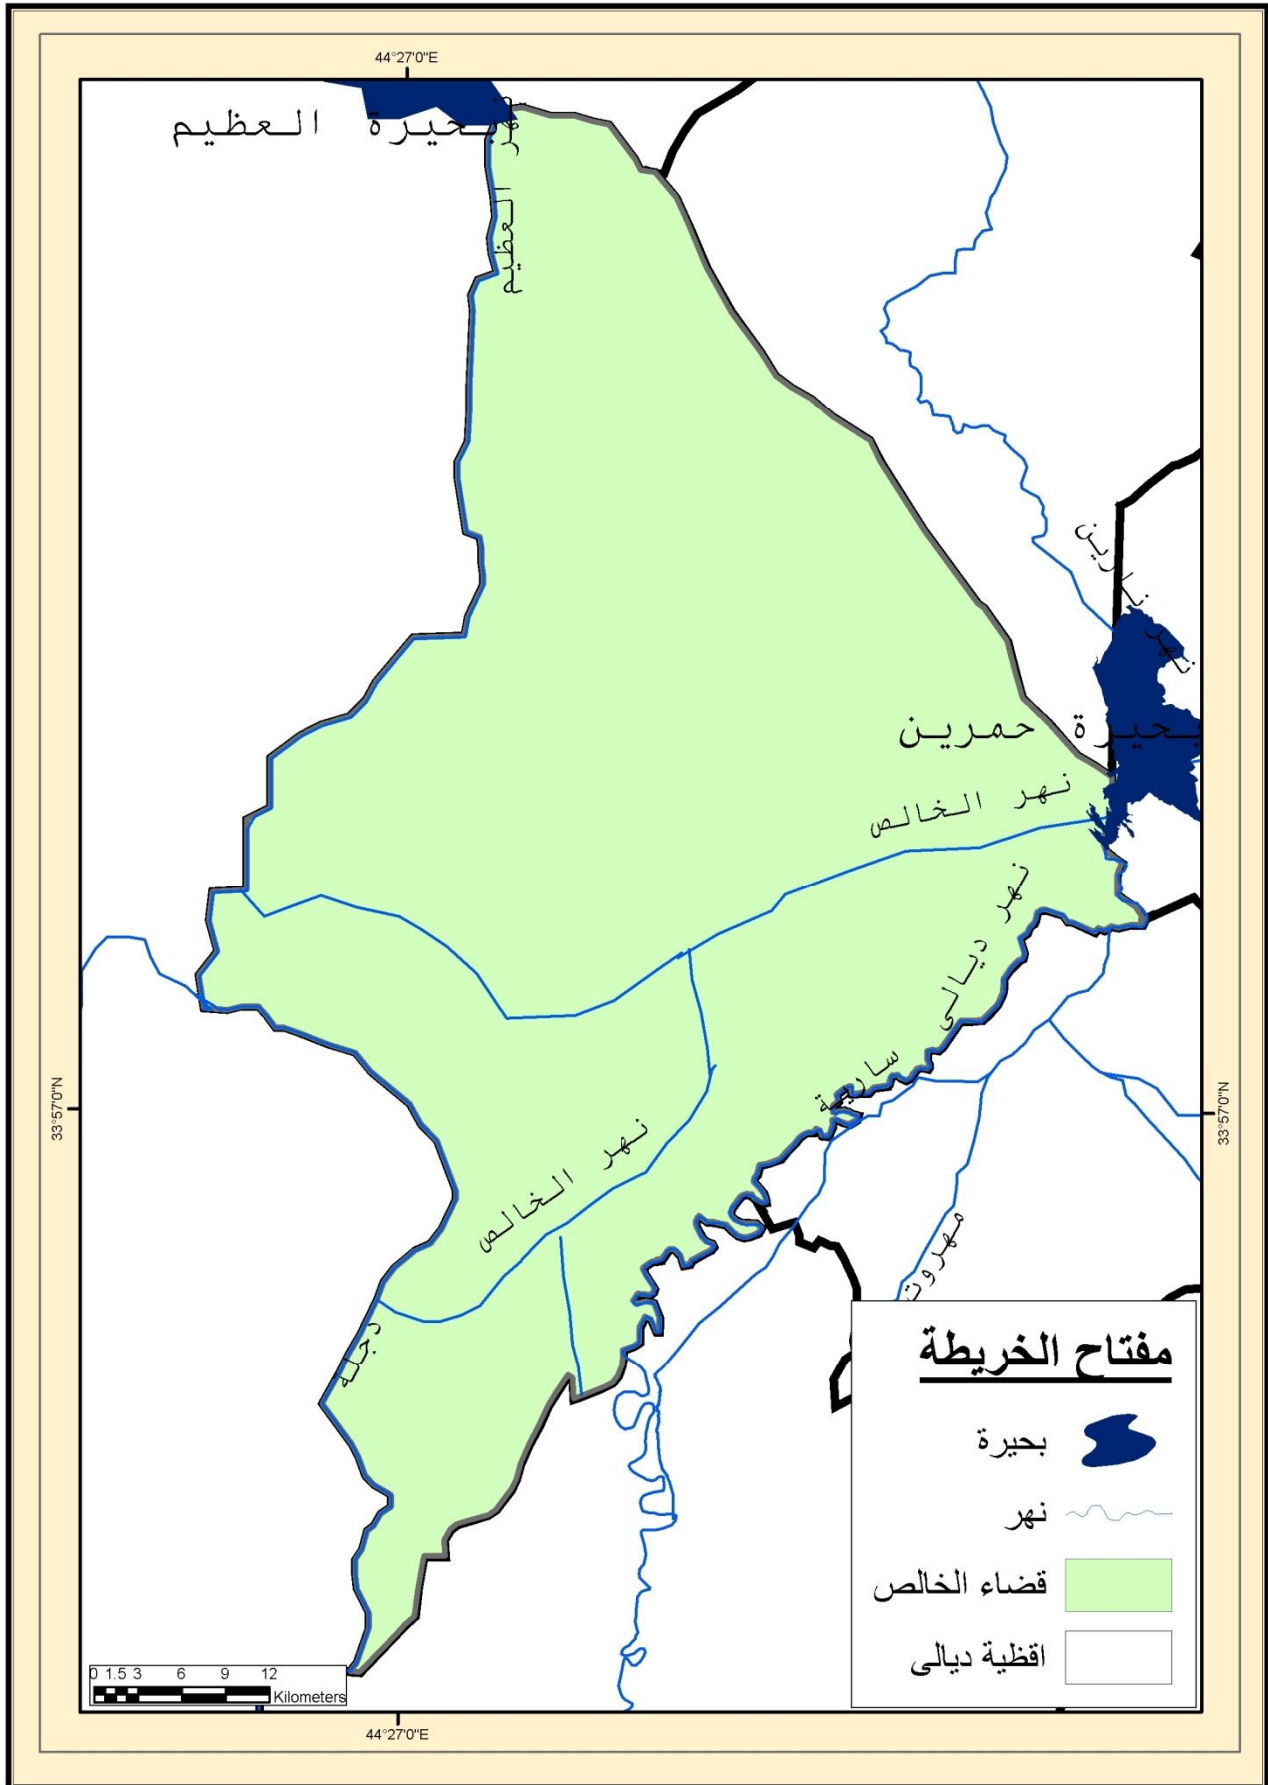 44°27'0"E
بحيرة العظيم
نهر العظيم
نهر نارين
بحيرة حمرين
نهر الخالص
نهر ديالى
سارية
33°57'0"N
33°57'0"N
نهر الخالص
مهروت
دجله
مفتاح الخريطة
بحيرة
نهر
قضاء الخالص
اقظية ديالى
0 1.5 3 6 9 12
Kilometers
44°27'0"E